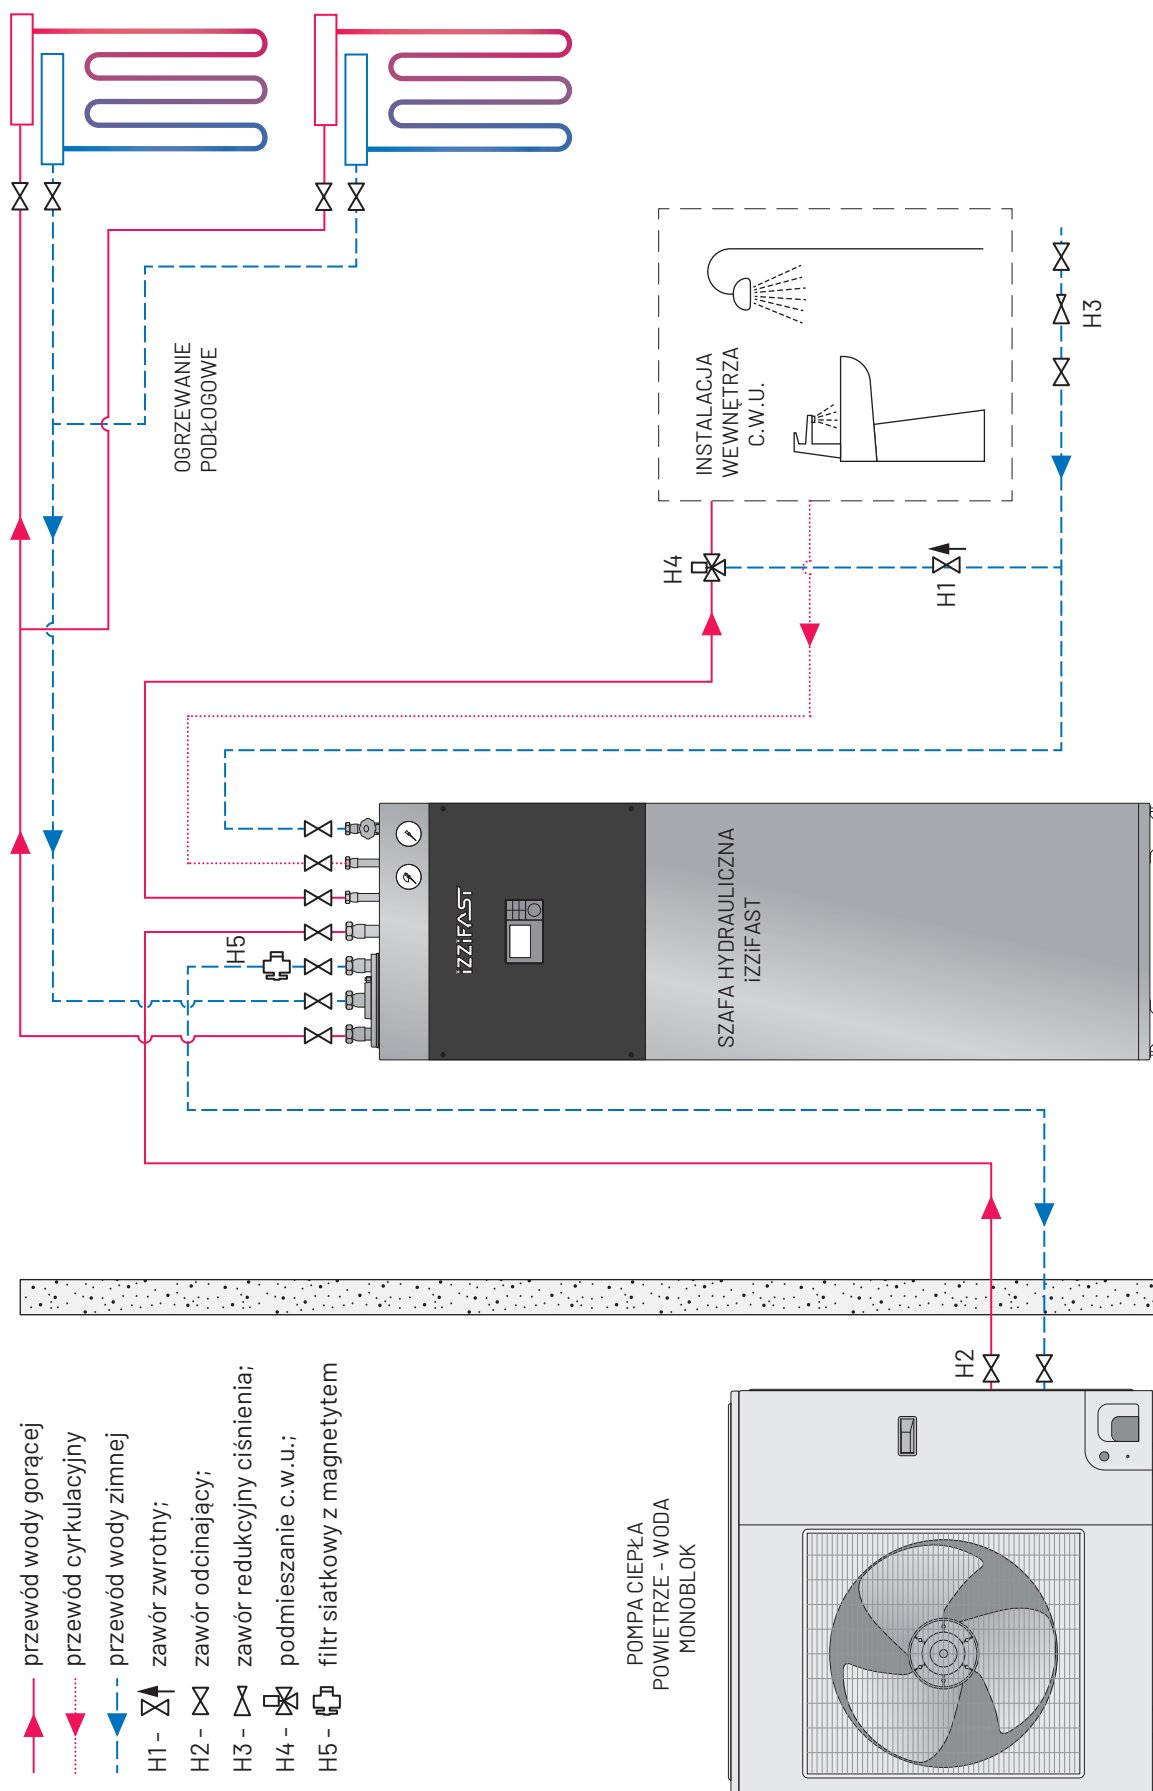 OGRZEWANIE
PODŁOGOWE
INSTALACJA
WEWNĘTRZA
C.W.U.
H3
H4
H1
H5
iZZiFAST
SZAFA HYDRAULICZNA
iZZiFAST
H2
POMPA CIEPŁA
POWIETRZE - WODA
MONOBLOK
przewód wody gorącej
przewód cyrkulacyjny
przewód wody zimnej
H1 - zawór zwrotny;
H2 - zawór odcinający;
H3 - zawór redukcyjny ciśnienia;
H4 - podmieszanie c.w.u.;
H5 - filtr siatkowy z magnetytem